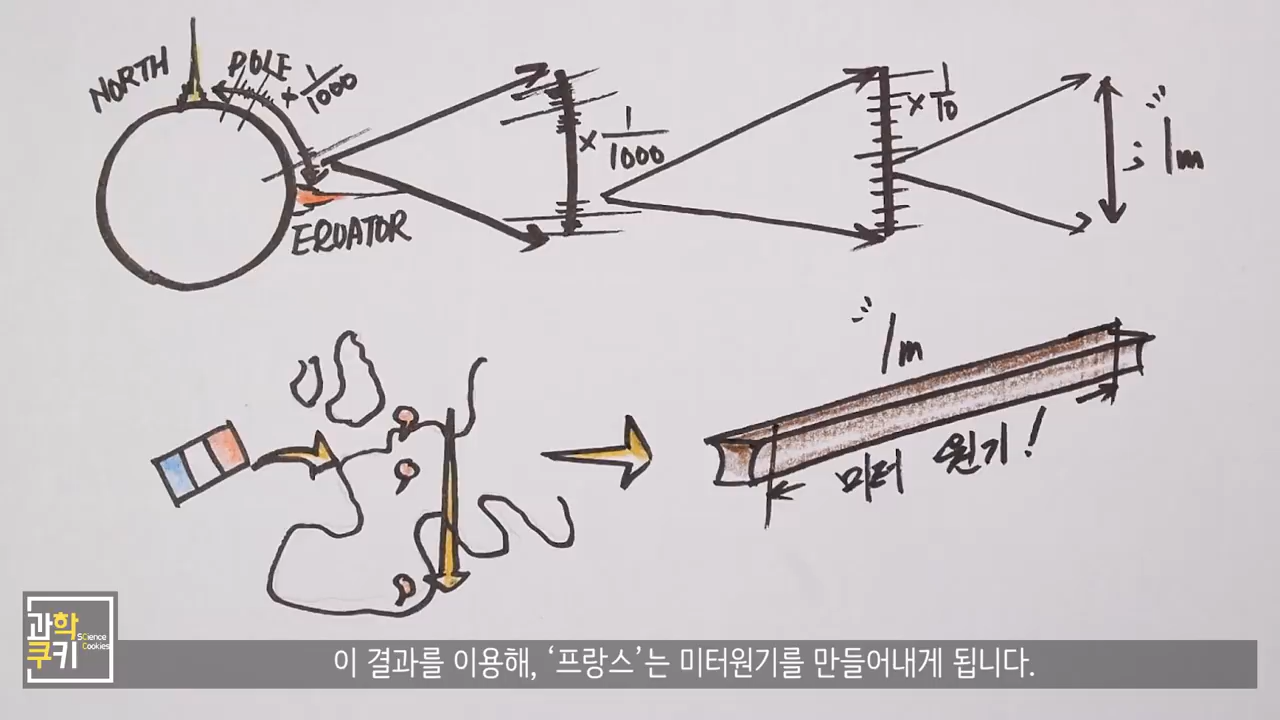 NORTH POLE
× 1/1000
EQUATOR
× 1/1000
× 1/10
; 1m
1m
미터 원기!
과학
쿠키
Science
Cookies
이 결과를 이용해, ‘프랑스’는 미터원기를 만들어내게 됩니다.